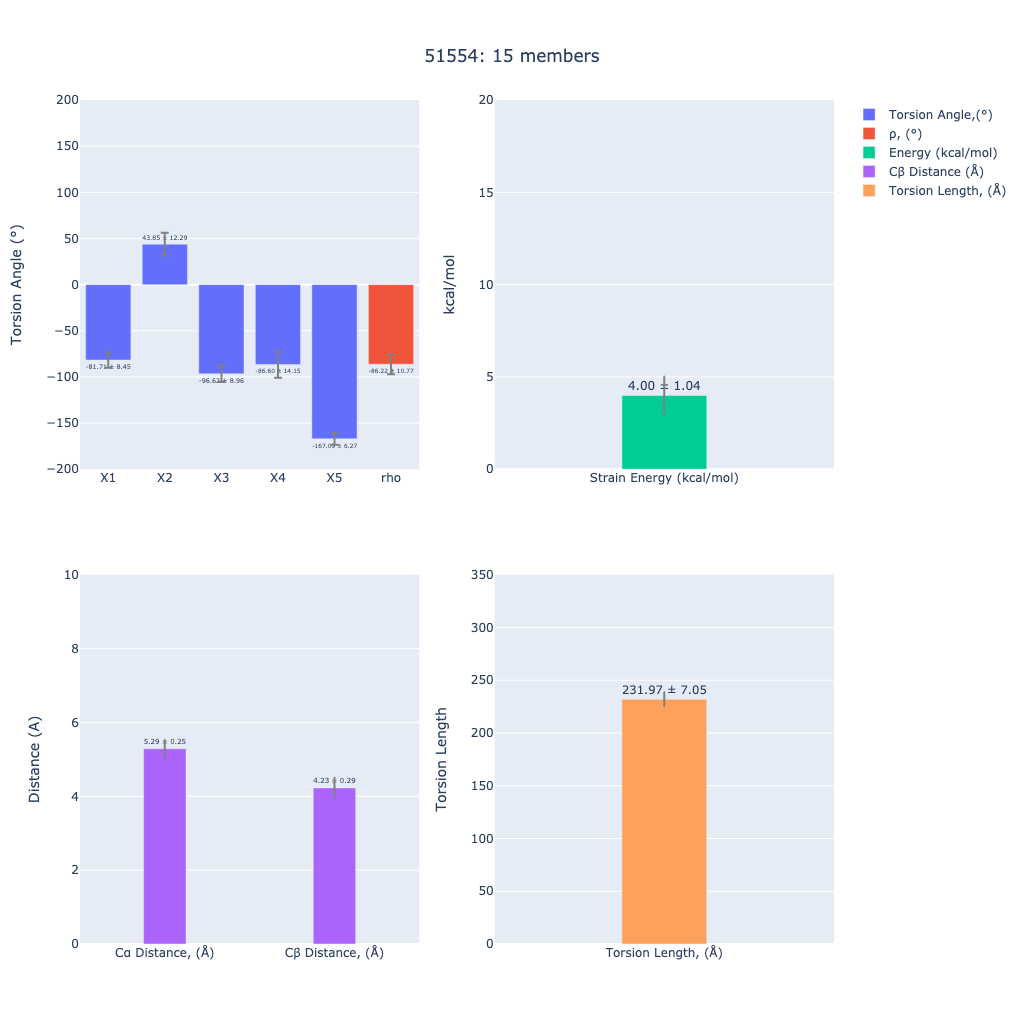 51554: 15 members
Torsion Angle (°)
200
150
100
50
0
−50
−100
−150
−200
-81.71 ± 8.45
43.85 ± 12.29
-96.62 ± 8.96
-86.60 ± 14.15
-167.09 ± 6.27
-86.22 ± 10.77
X1
X2
X3
X4
X5
rho
kcal/mol
20
15
10
5
0
4.00 ± 1.04
Strain Energy (kcal/mol)
Torsion Angle,(°)
ρ, (°)
Energy (kcal/mol)
Cβ Distance (Å)
Torsion Length, (Å)
Distance (A)
10
8
6
4
2
0
5.29 ± 0.25
4.23 ± 0.29
Cα Distance, (Å)
Cβ Distance, (Å)
Torsion Length
350
300
250
200
150
100
50
0
231.97 ± 7.05
Torsion Length, (Å)